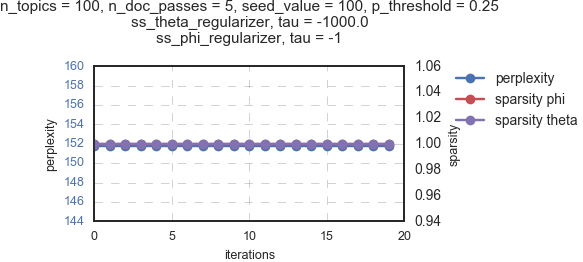 n_topics = 100, n_doc_passes = 5, seed_value = 100, p_threshold = 0.25
ss_theta_regularizer, tau = -1000.0
ss_phi_regularizer, tau = -1
160
158
156
154
152
150
148
146
144
perplexity
0
5
10
15
20
iterations
1.06
1.04
1.02
1.00
0.98
0.96
0.94
sparsity
perplexity
sparsity phi
sparsity theta